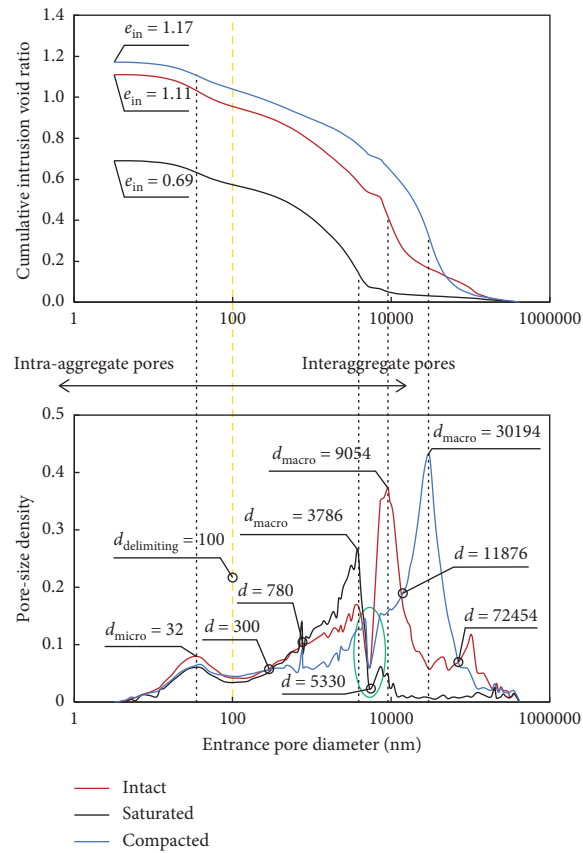 1.4
1.2
1.0
0.8
0.6
0.4
0.2
0.0
Cumulative intrusion void ratio
e_in = 1.17
e_in = 1.11
e_in = 0.69
1
100
10000
1000000
Intra-aggregate pores
Interaggregate pores
0.5
0.4
0.3
0.2
0.1
0
Pore-size density
d_macro = 30194
d_macro = 9054
d_macro = 3786
d_delimiting = 100
d = 11876
d = 780
d = 72454
d = 300
d_micro = 32
d = 5330
1
100
10000
1000000
Entrance pore diameter (nm)
Intact
Saturated
Compacted